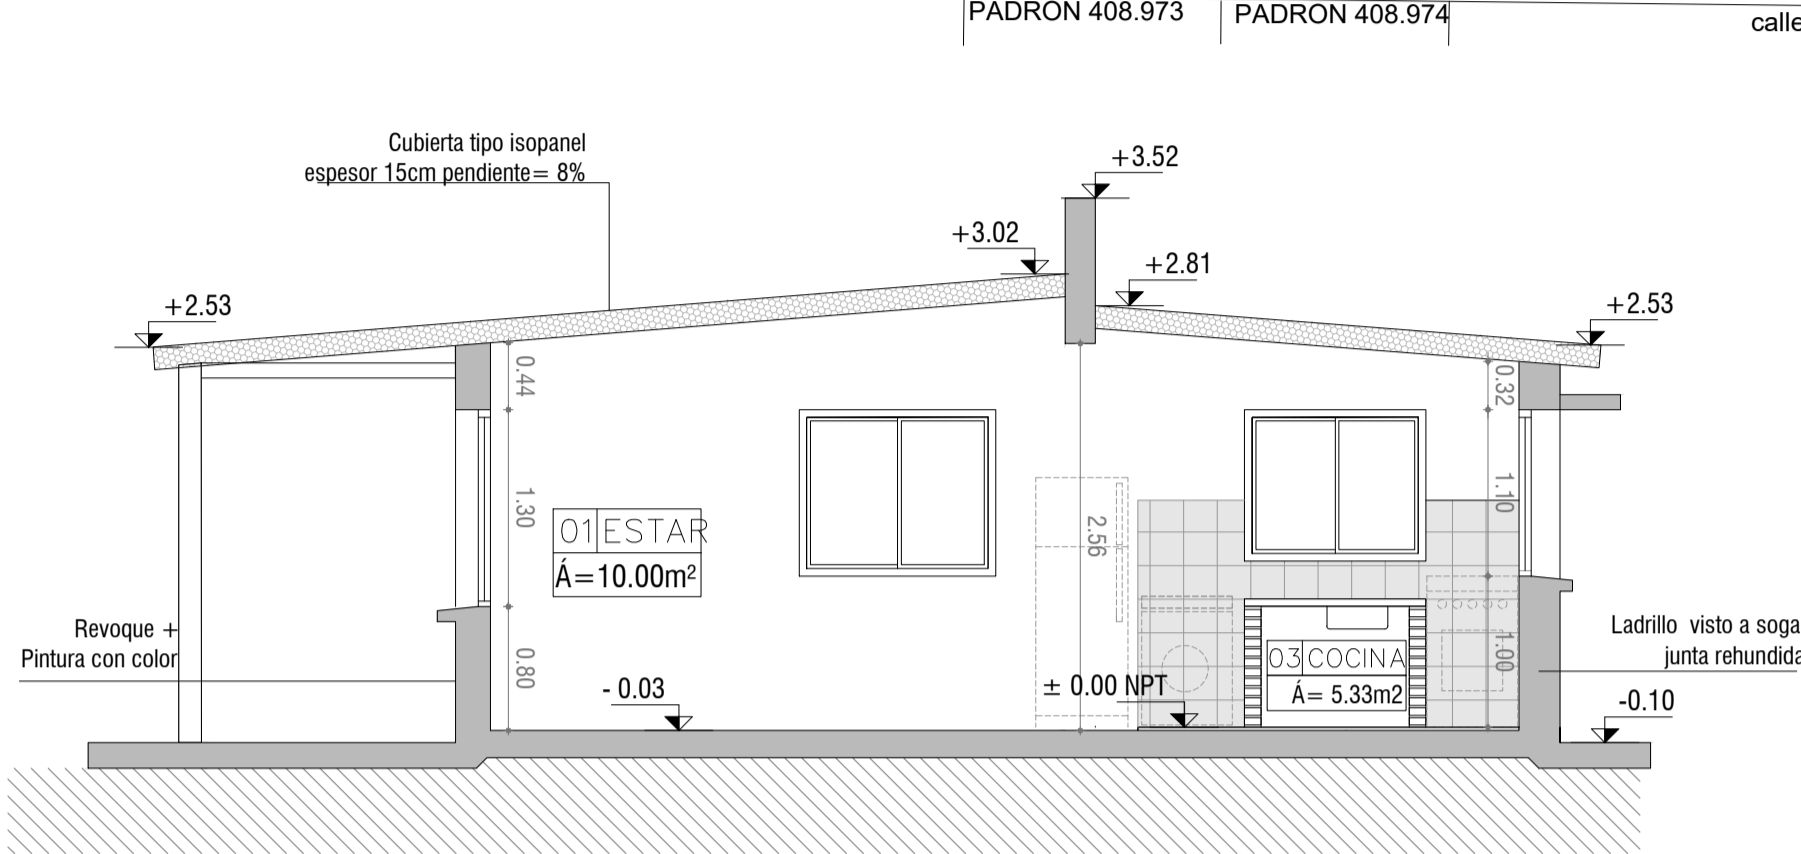 PADRON 408.973
PADRON 408.974
calle
Cubierta tipo isopanel
espesor 15cm pendiente= 8%
+3.52
+3.02
+2.81
+2.53
+2.53
0.44
0.32
1.30
1.10
2.56
01 ESTAR
Á=10.00m²
Revoque +
Pintura con color
0.80
1.00
Ladrillo visto a soga
junta rehundida
03 COCINA
Á= 5.33m2
- 0.03
± 0.00 NPT
-0.10